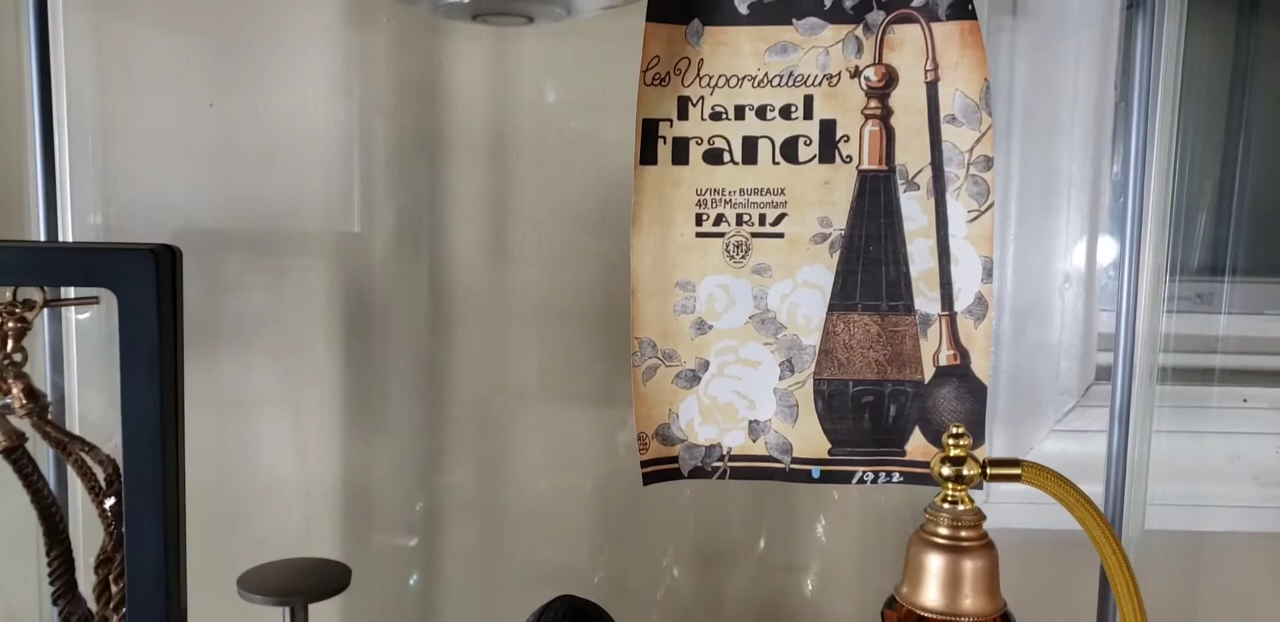 les Vaporisateurs
Marcel
Franck
USINE ET BUREAUX
49, Bd Ménilmontant
PARIS
1922